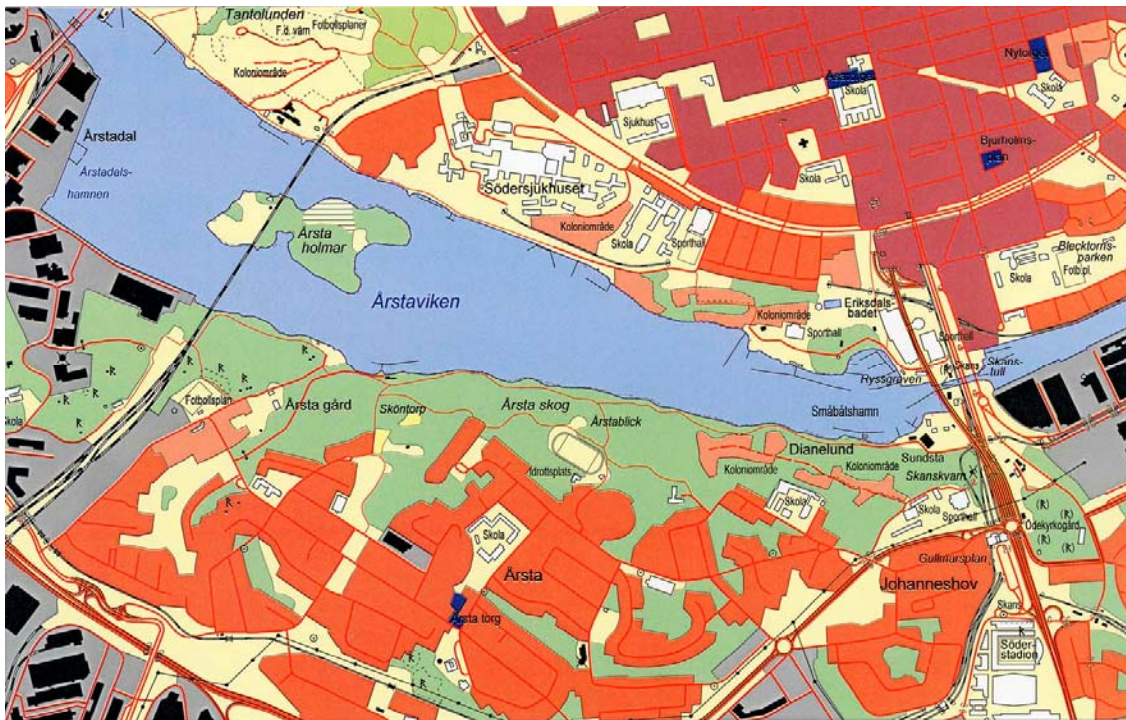 Tantolunden
F.d. värn
Fotbollsplaner
Koloniområde
Nytorget
Skola
Skola
Sjukhus
Årstadal
Årstadals-
hamnen
Bjurholms-
plan
Skola
Södersjukhuset
Årsta
holmar
Koloniområde
Skola
Sporthall
Blecktorns-
parken
Skola
Fotb.pl.
Årstaviken
Eriksdals-
badet
Koloniområde
Sporthall
Sporthall
Skans
Skans-
tull
Ryssgraven
(R)
Småbåtshamn
R
R
R
R
R
R
R
Fotbollsplan
Skola
Årsta gård
Sköntorp
Årsta skog
Årstablick
Idrottsplats
Dianelund
Koloniområde
Koloniområde
Sundsta
Skanskvarn
Skola
Skola
Sporthall
Ödekyrkogård
(R)
(R)
(R)
(R)
R
Skola
Gullmarsplan
Årsta
Johanneshov
Årsta torg
Skans
R
R
Söder-
stadion